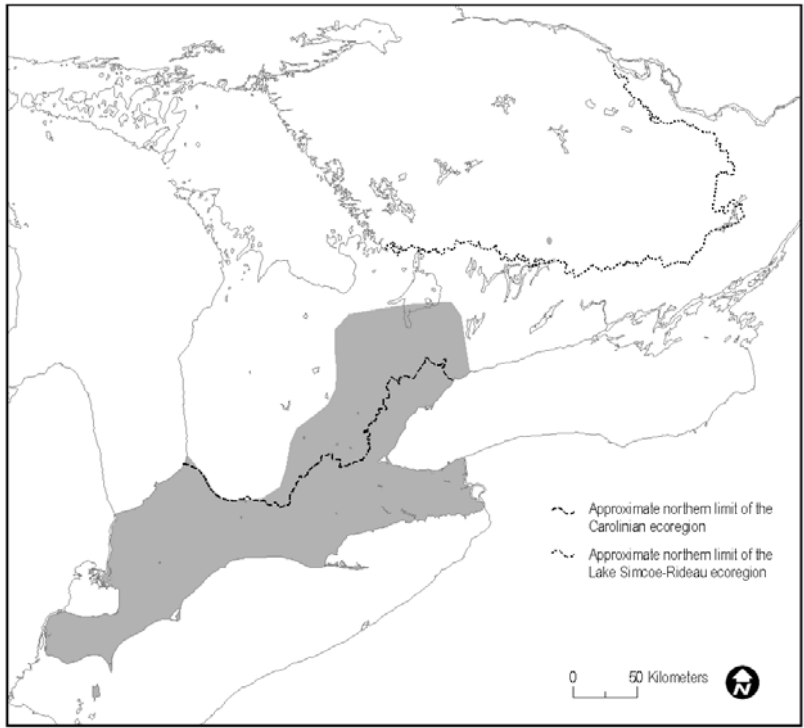 Approximate northern limit of the
Carolinian ecoregion
Approximate northern limit of the
Lake Simcoe-Rideau ecoregion
0 50 Kilometers
N